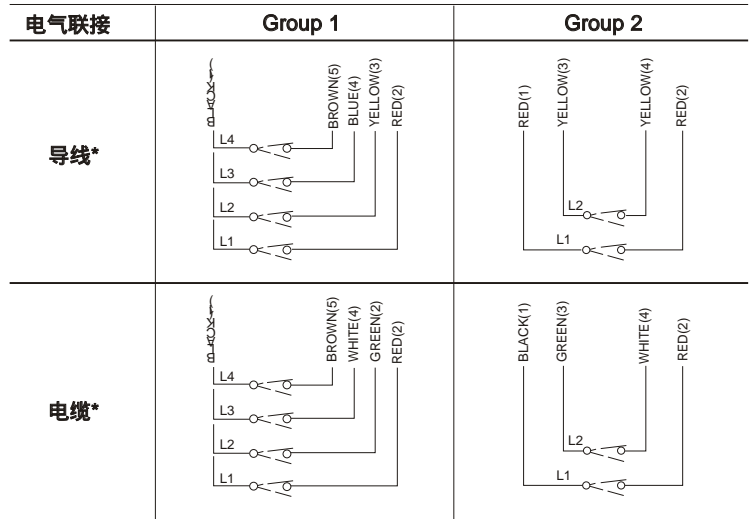 电气联接 Group 1 Group 2
导线*
BROWN(5)
BLUE(4)
YELLOW(3)
RED(2)
L4
L3
L2
L1
RED(1)
YELLOW(3)
YELLOW(4)
RED(2)
L2
L1
电缆*
BROWN(5)
WHITE(4)
GREEN(2)
RED(2)
L4
L3
L2
L1
BLACK(1)
GREEN(3)
WHITE(4)
RED(2)
L2
L1